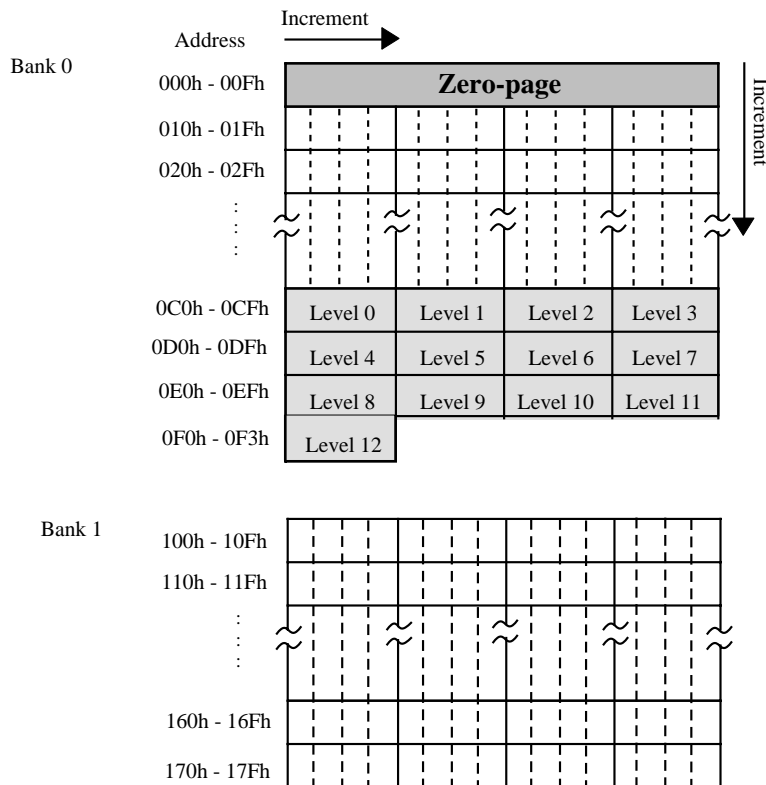 Increment
Address
Bank 0
000h - 00Fh
Zero-page
Increment
010h - 01Fh
020h - 02Fh
0C0h - 0CFh
Level 0
Level 1
Level 2
Level 3
0D0h - 0DFh
Level 4
Level 5
Level 6
Level 7
0E0h - 0EFh
Level 8
Level 9
Level 10
Level 11
0F0h - 0F3h
Level 12
Bank 1
100h - 10Fh
110h - 11Fh
160h - 16Fh
170h - 17Fh